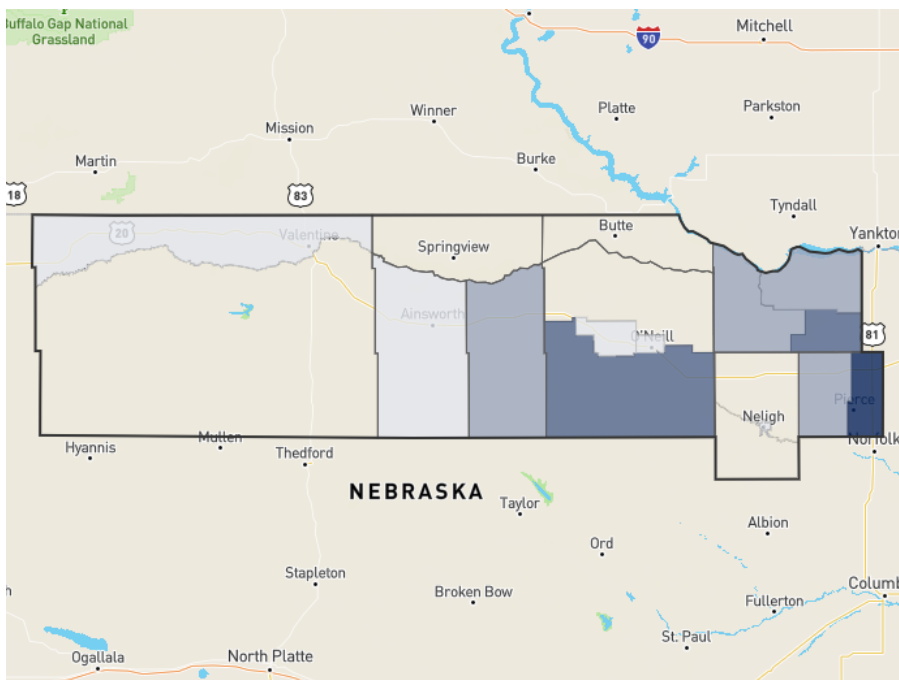 Buffalo Gap National
Grassland
90
Mitchell
Winner
Platte
Parkston
Mission
Martin
Burke
18
83
Tyndall
20
Valentine
Springview
Butte
Yankton
Ainsworth
O'Neill
81
Pierce
Neligh
Hyannis
Mullen
Thedford
Norfolk
NEBRASKA
Taylor
Albion
Ord
Stapleton
Broken Bow
Columb
Fullerton
St. Paul
Ogallala
North Platte